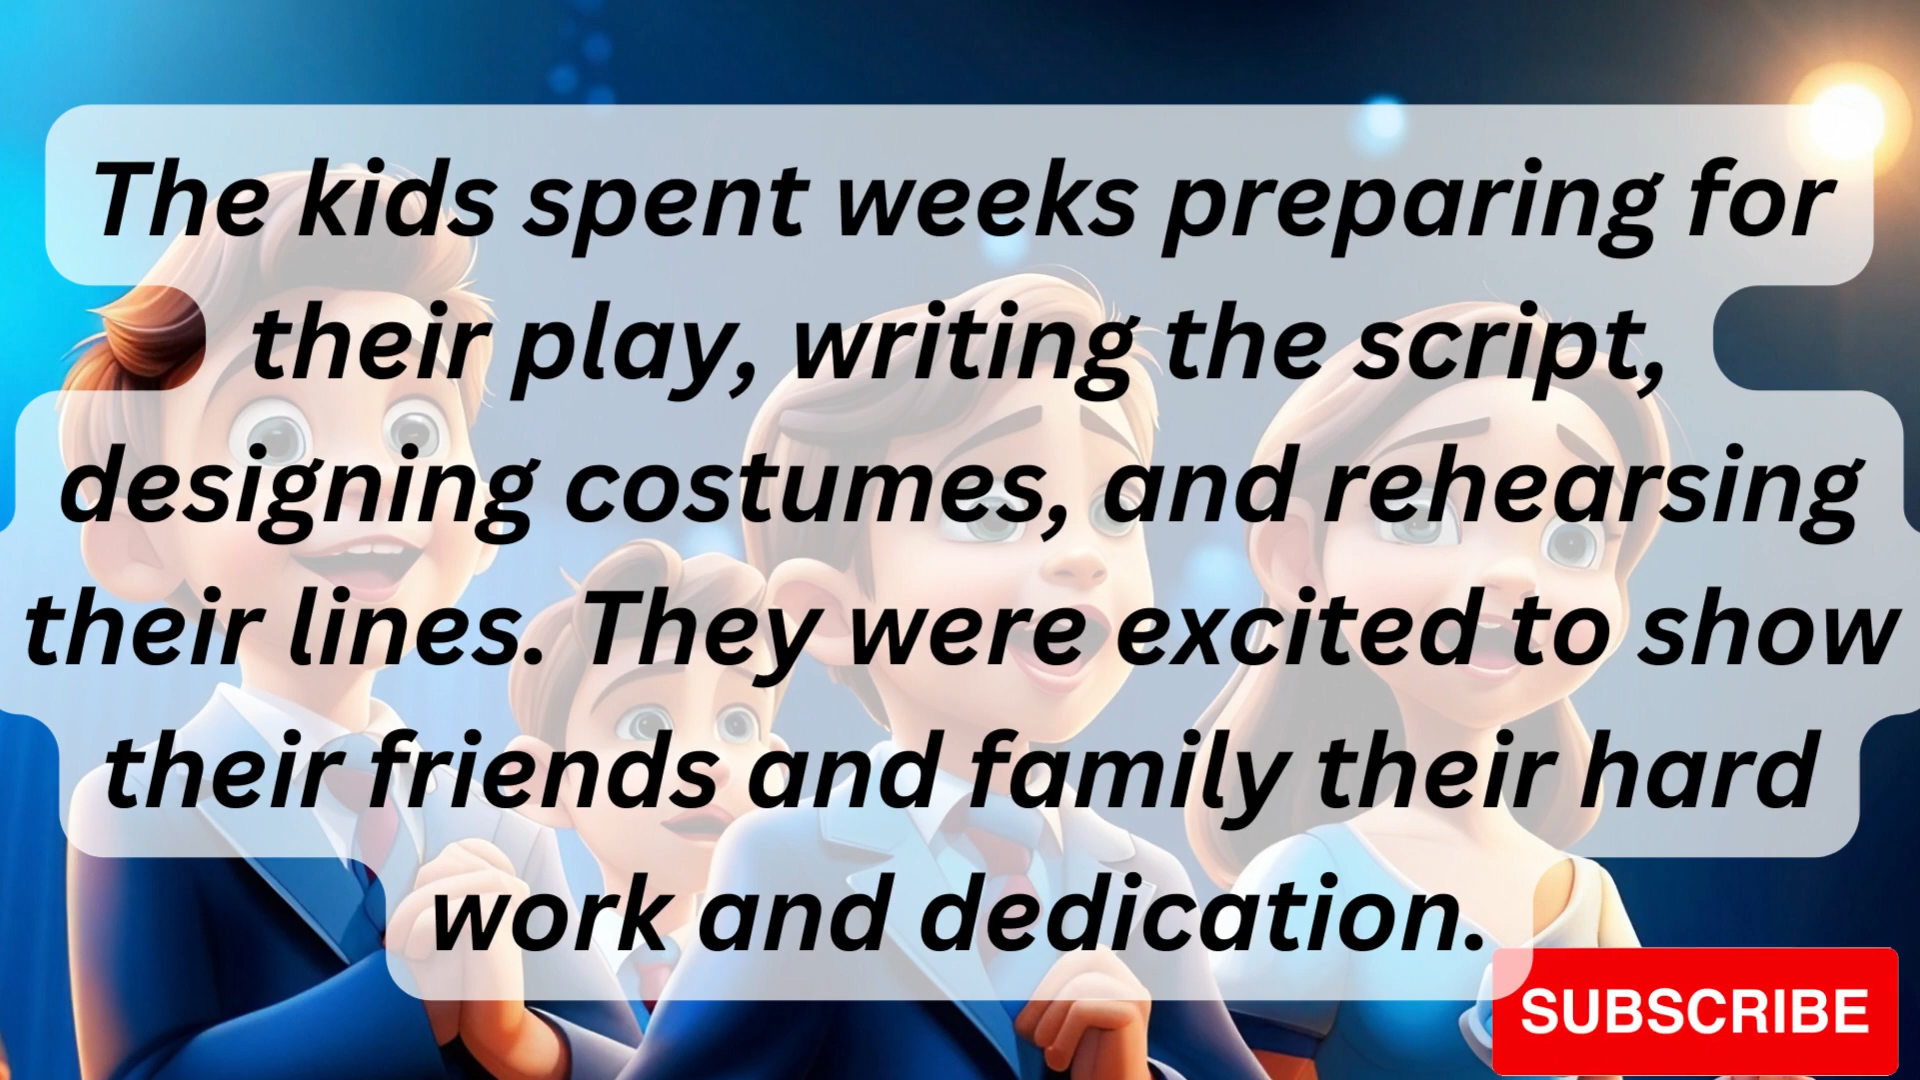 The kids spent weeks preparing for
their play, writing the script,
designing costumes, and rehearsing
their lines. They were excited to show
their friends and family their hard
work and dedication.
SUBSCRIBE